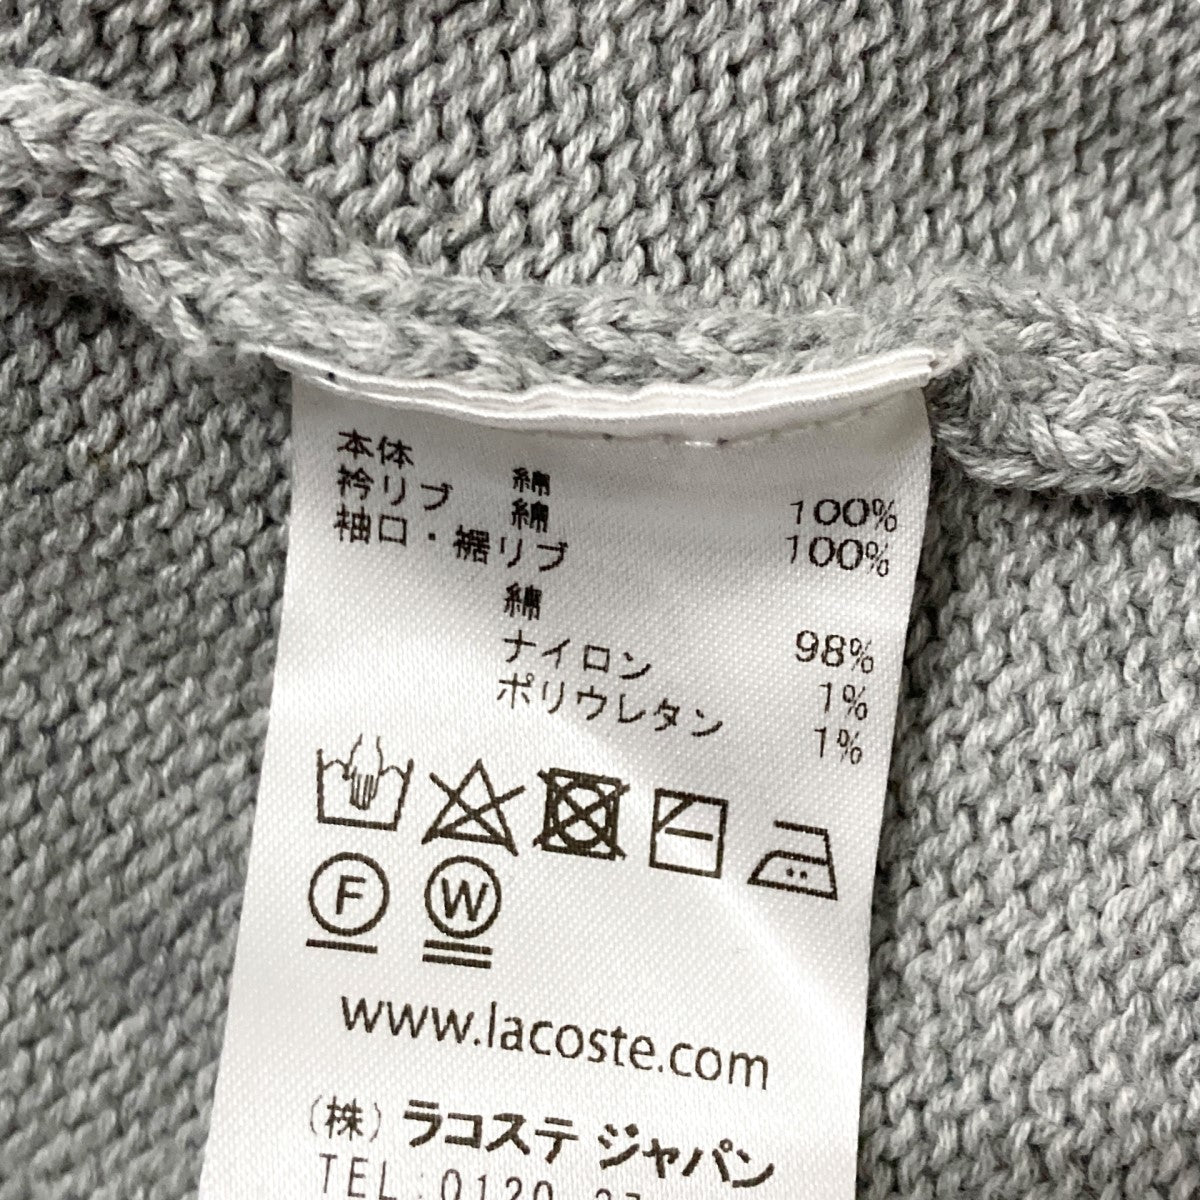 本体
綿 100%
衿リブ
綿 100%
袖口・裾リブ
綿 98%
ナイロン 1%
ポリウレタン 1%
F W
www.lacoste.com
(株) ラコステ ジャパン
TEL:0120